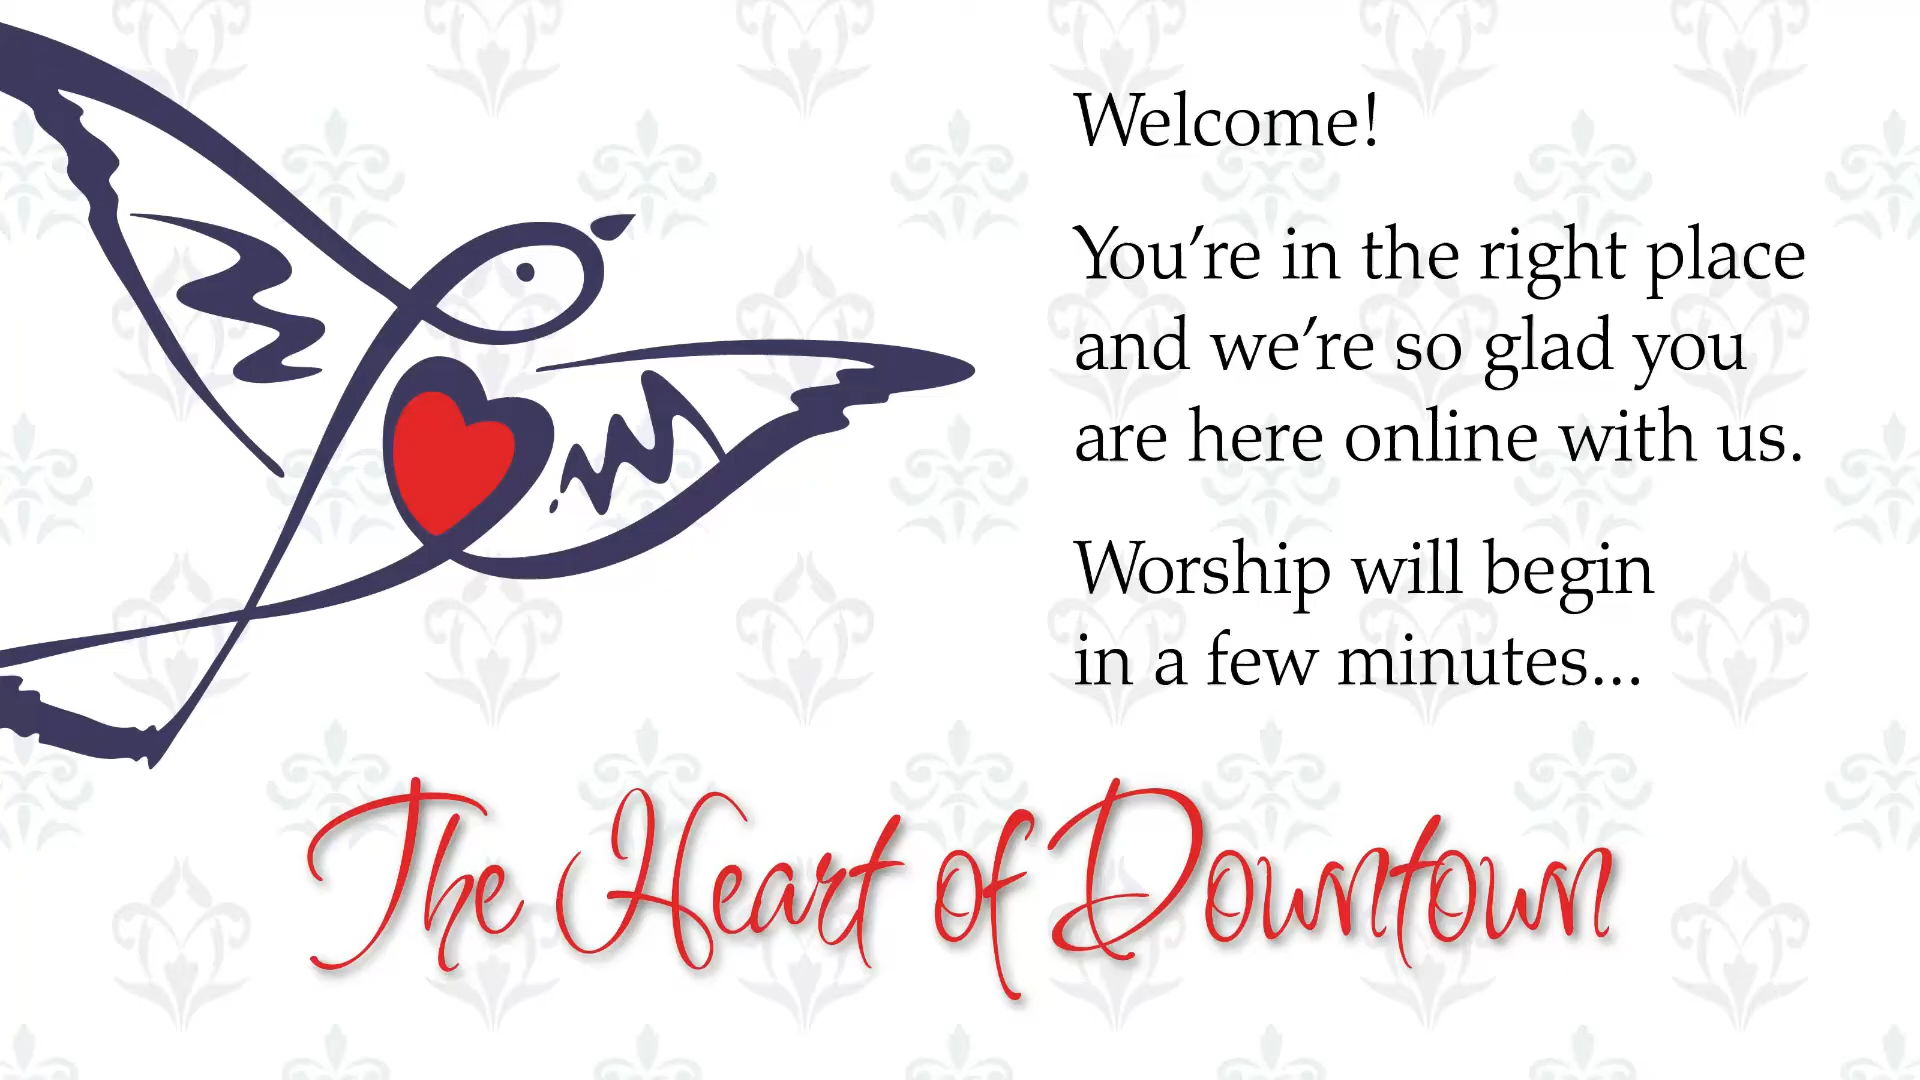 Welcome!
You’re in the right place
and we’re so glad you
are here online with us.
Worship will begin
in a few minutes...
The Heart of Downtown